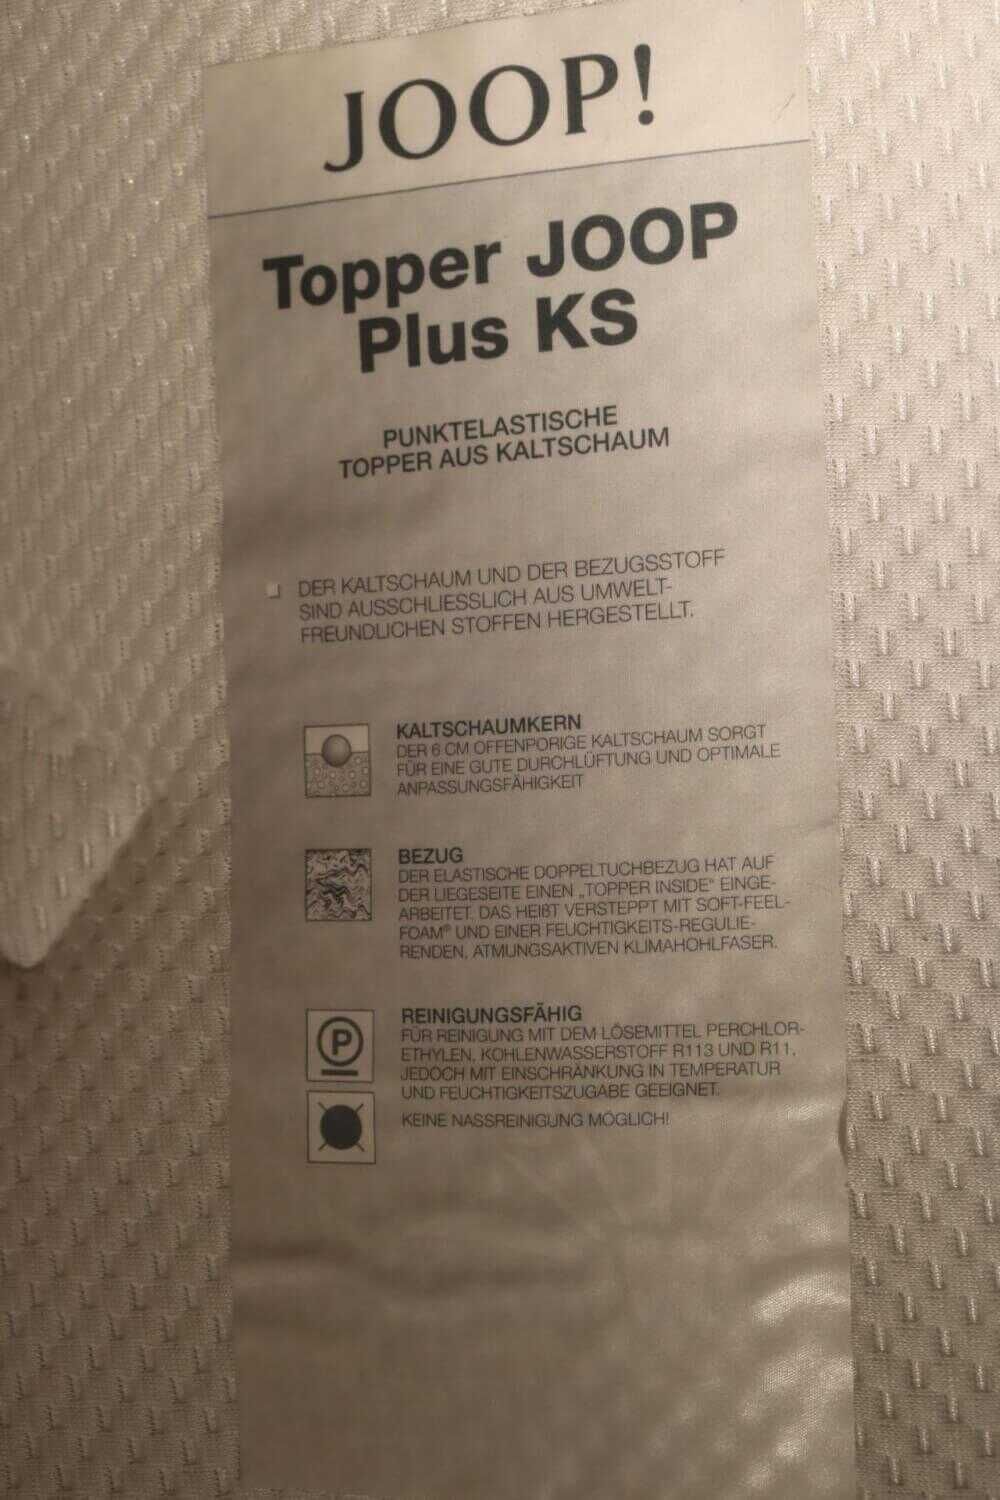 JOOP!
Topper JOOP
Plus KS
PUNKTELASTISCHE
TOPPER AUS KALTSCHAUM
DER KALTSCHAUM UND DER BEZUGSSTOFF
SIND AUSSCHLIESSLICH AUS UMWELT-
FREUNDLICHEN STOFFEN HERGESTELLT.
KALTSCHAUMKERN
DER 6 CM OFFENPORIGE KALTSCHAUM SORGT
FÜR EINE GUTE DURCHLÜFTUNG UND OPTIMALE
ANPASSUNGSFÄHIGKEIT
BEZUG
DER ELASTISCHE DOPPELTUCHBEZUG HAT AUF
DER LIEGESEITE EINEN „TOPPER INSIDE“ EINGE-
ARBEITET. DAS HEIßT VERSTEPPT MIT SOFT-FEEL-
FOAM® UND EINER FEUCHTIGKEITS-REGULIE-
RENDEN, ATMUNGSAKTIVEN KLIMAHOHLFASER.
P
REINIGUNGSFÄHIG
FÜR REINIGUNG MIT DEM LÖSEMITTEL PERCHLOR-
ETHYLEN, KOHLENWASSERSTOFF R113 UND R11,
JEDOCH MIT EINSCHRÄNKUNG IN TEMPERATUR
UND FEUCHTIGKEITSZUGABE GEEIGNET.
KEINE NASSREINIGUNG MÖGLICH!